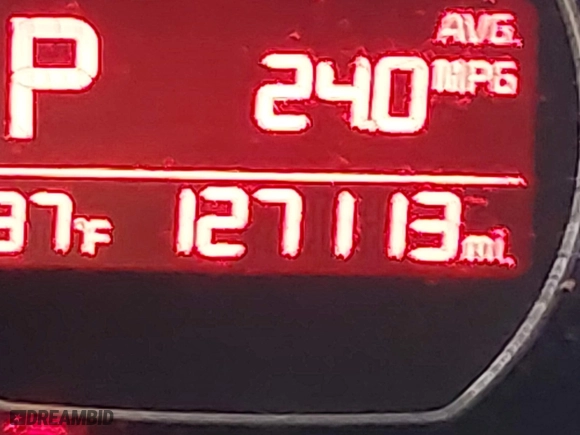 P
AVG.
24.0 MPG
37°F
127113 mi.
DREAMBID